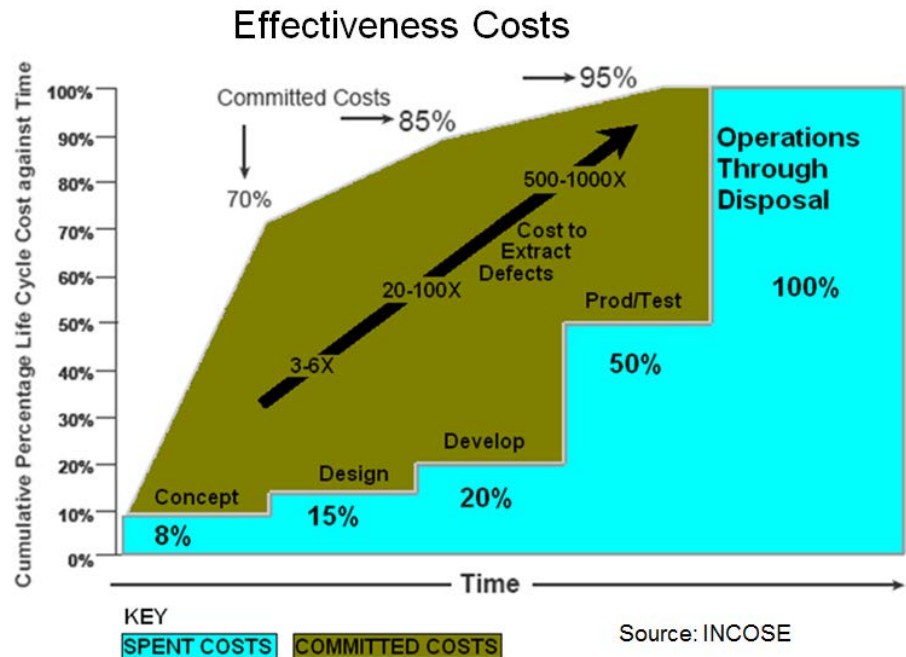 Effectiveness Costs
Cumulative Percentage Life Cycle Cost against Time
100%
90%
80%
70%
60%
50%
40%
30%
20%
10%
0%
Committed Costs
70%
85%
95%
3-6X
20-100X
500-1000X
Cost to
Extract
Defects
Concept
8%
Design
15%
Develop
20%
Prod/Test
50%
Operations
Through
Disposal
100%
Time
KEY
SPENT COSTS
COMMITTED COSTS
Source: INCOSE